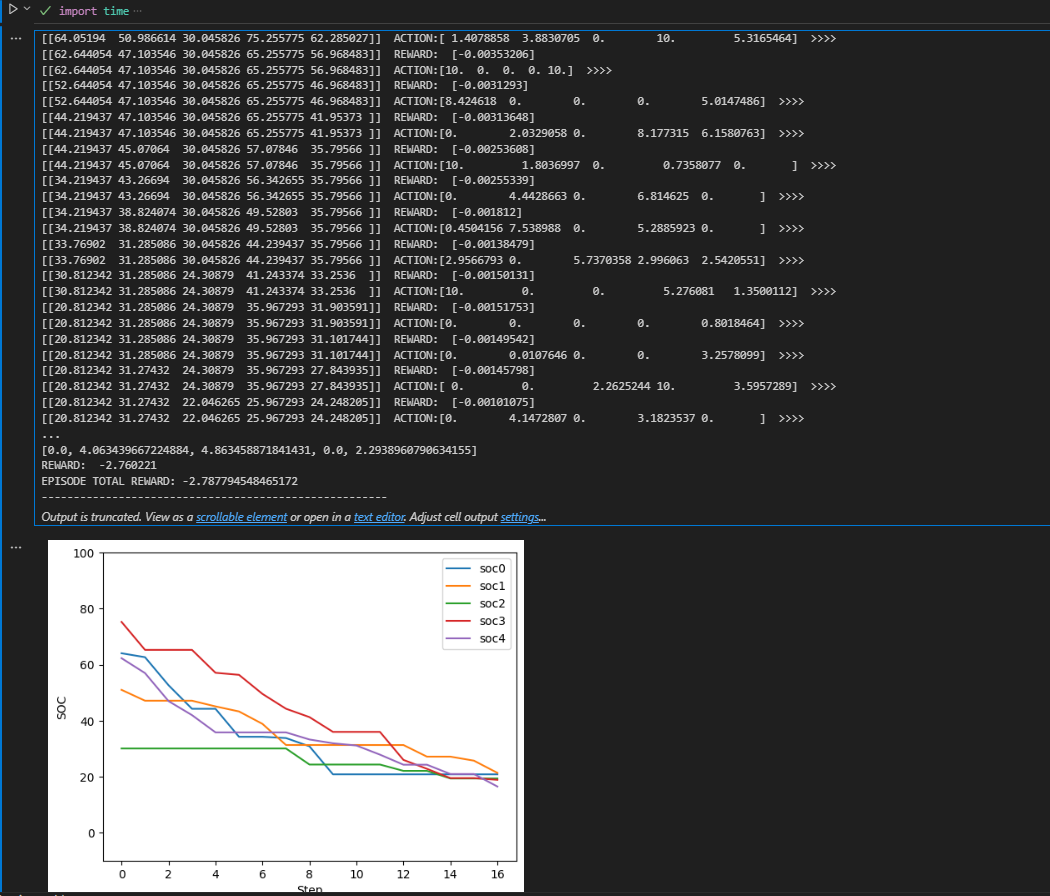 import time ...
[[64.05194  50.986614 30.045826 75.255775 62.285027]]  ACTION:[ 1.4078858  3.8830705  0.        10.         5.3165464]  >>>>
[[62.644054 47.103546 30.045826 65.255775 56.968483]]  REWARD:  [-0.00353206]
[[62.644054 47.103546 30.045826 65.255775 56.968483]]  ACTION:[10.  0.  0.  0. 10.]  >>>>
[[52.644054 47.103546 30.045826 65.255775 46.968483]]  REWARD:  [-0.0031293]
[[52.644054 47.103546 30.045826 65.255775 46.968483]]  ACTION:[8.424618  0.        0.        0.        5.0147486]  >>>>
[[44.219437 47.103546 30.045826 65.255775 41.95373 ]]  REWARD:  [-0.00313648]
[[44.219437 47.103546 30.045826 65.255775 41.95373 ]]  ACTION:[0.        2.0329058 0.        8.177315  6.1580763]  >>>>
[[44.219437 45.07064  30.045826 57.07846  35.79566 ]]  REWARD:  [-0.00253608]
[[44.219437 45.07064  30.045826 57.07846  35.79566 ]]  ACTION:[10.         1.8036997  0.         0.7358077  0.       ]  >>>>
[[34.219437 43.26694  30.045826 56.342655 35.79566 ]]  REWARD:  [-0.00255339]
[[34.219437 43.26694  30.045826 56.342655 35.79566 ]]  ACTION:[0.        4.4428663 0.        6.814625  0.       ]  >>>>
[[34.219437 38.824074 30.045826 49.52803  35.79566 ]]  REWARD:  [-0.001812]
[[34.219437 38.824074 30.045826 49.52803  35.79566 ]]  ACTION:[0.4504156 7.538988  0.        5.2885923 0.       ]  >>>>
[[33.76902  31.285086 30.045826 44.239437 35.79566 ]]  REWARD:  [-0.00138479]
[[33.76902  31.285086 30.045826 44.239437 35.79566 ]]  ACTION:[2.9566793 0.        5.7370358 2.996063  2.5420551]  >>>>
[[30.812342 31.285086 24.30879  41.243374 33.2536  ]]  REWARD:  [-0.00150131]
[[30.812342 31.285086 24.30879  41.243374 33.2536  ]]  ACTION:[10.         0.         0.         5.276081   1.3500112]  >>>>
[[20.812342 31.285086 24.30879  35.967293 31.903591]]  REWARD:  [-0.00151753]
[[20.812342 31.285086 24.30879  35.967293 31.903591]]  ACTION:[0.        0.        0.        0.        0.8018464]  >>>>
[[20.812342 31.285086 24.30879  35.967293 31.101744]]  REWARD:  [-0.00149542]
[[20.812342 31.285086 24.30879  35.967293 31.101744]]  ACTION:[0.        0.0107646 0.        0.        3.2578099]  >>>>
[[20.812342 31.27432  24.30879  35.967293 27.843935]]  REWARD:  [-0.00145798]
[[20.812342 31.27432  24.30879  35.967293 27.843935]]  ACTION:[ 0.         0.         2.2625244 10.         3.5957289]  >>>>
[[20.812342 31.27432  22.046265 25.967293 24.248205]]  REWARD:  [-0.00101075]
[[20.812342 31.27432  22.046265 25.967293 24.248205]]  ACTION:[0.        4.1472807 0.        3.1823537 0.       ]  >>>>
...
[0.0, 4.063439667224884, 4.863458871841431, 0.0, 2.2938960790634155]
REWARD:  -2.760221
EPISODE TOTAL REWARD: -2.787794548465172
------------------------------------------------------
Output is truncated. View as a scrollable element or open in a text editor. Adjust cell output settings...
100
80
60
40
20
0
SOC
soc0
soc1
soc2
soc3
soc4
0 2 4 6 8 10 12 14 16
Step